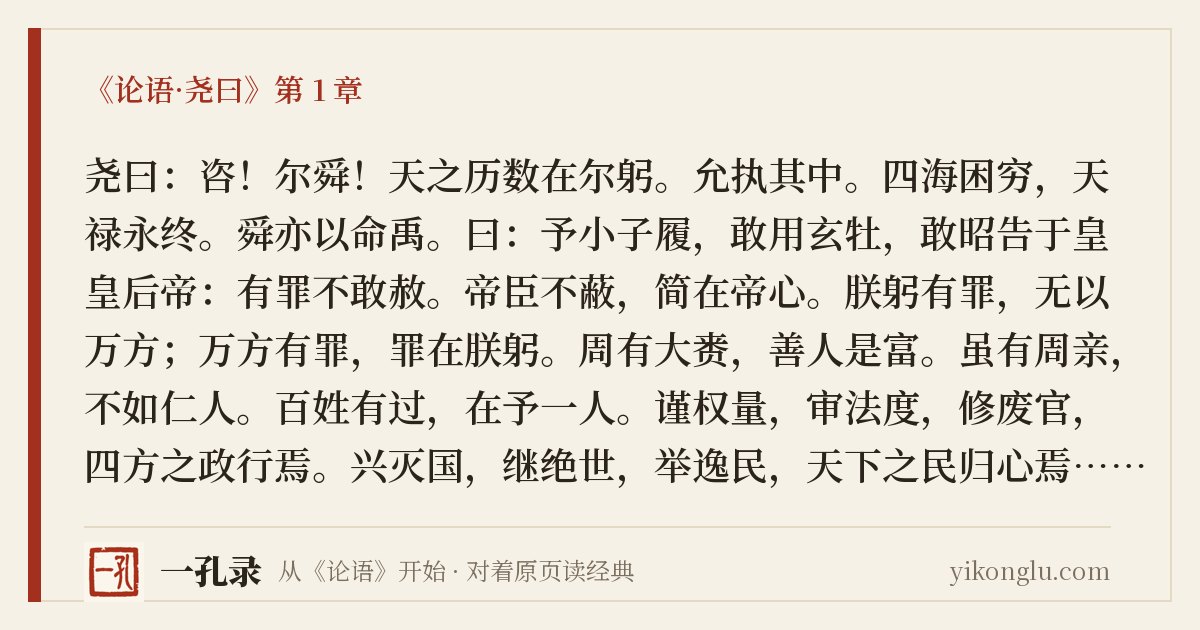 《论语·尧曰》第 1 章
尧曰：咨！尔舜！天之历数在尔躬。允执其中。四海困穷，天
禄永终。舜亦以命禹。曰：予小子履，敢用玄牡，敢昭告于皇
皇后帝：有罪不敢赦。帝臣不蔽，简在帝心。朕躬有罪，无以
万方；万方有罪，罪在朕躬。周有大赉，善人是富。虽有周亲，
不如仁人。百姓有过，在予一人。谨权量，审法度，修废官，
四方之政行焉。兴灭国，继绝世，举逸民，天下之民归心焉……
一孔
一孔录 从《论语》开始 · 对着原页读经典 yikonglu.com